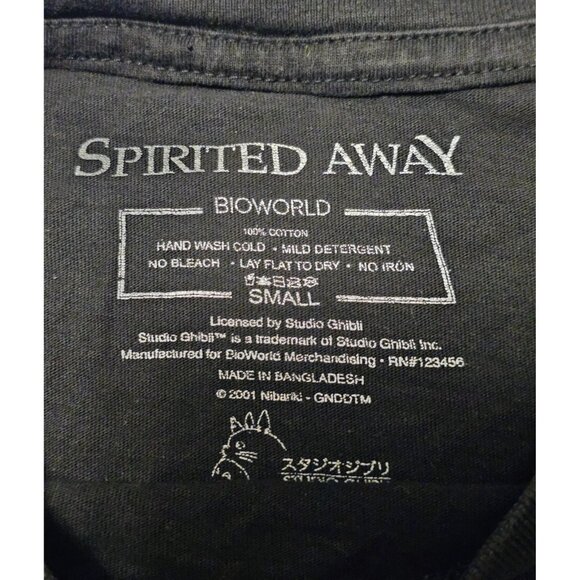 SPIRITED AWAY
BIOWORLD
100% COTTON
HAND WASH COLD • MILD DETERGENT
NO BLEACH • LAY FLAT TO DRY • NO IRON
SMALL
Licensed by Studio Ghibli
Studio Ghibli™ is a trademark of Studio Ghibli Inc.
Manufactured for BioWorld Merchandising • RN#123456
MADE IN BANGLADESH
© 2001 Nibariki - GNDDTM
スタジオジブリ
STUDIO GHIBLI